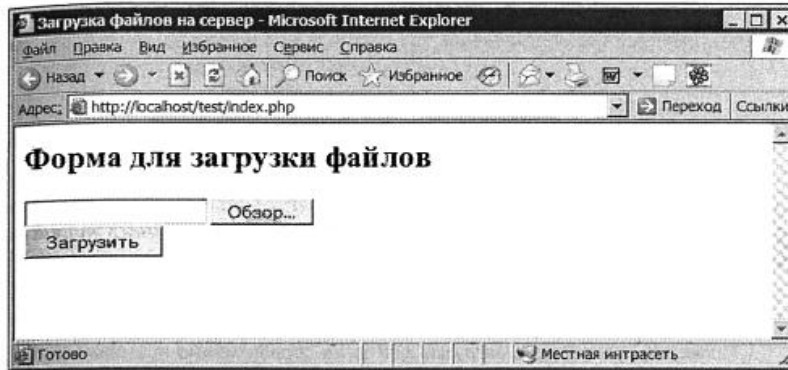 Загрузка файлов на сервер - Microsoft Internet Explorer
Файл Правка Вид Избранное Сервис Справка
Назад Поиск Избранное
Адрес: http://localhost/test/index.php Переход Ссылки
Форма для загрузки файлов
Обзор...
Загрузить
Готово Местная интрасеть